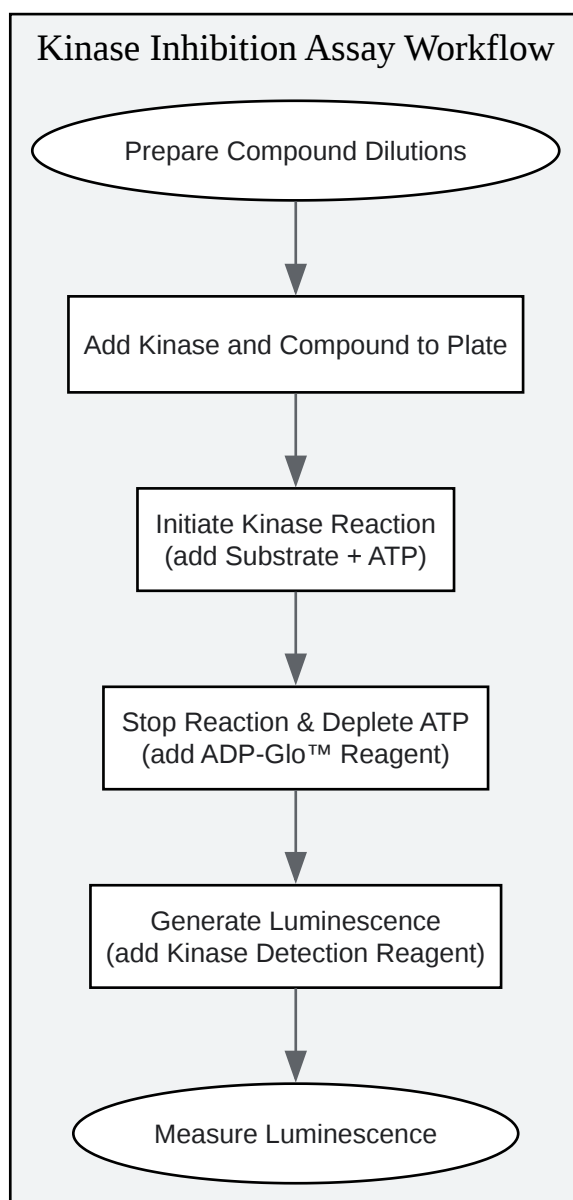 Kinase Inhibition Assay Workflow
Prepare Compound Dilutions
Add Kinase and Compound to Plate
Initiate Kinase Reaction
(add Substrate + ATP)
Stop Reaction & Deplete ATP
(add ADP-Glo™ Reagent)
Generate Luminescence
(add Kinase Detection Reagent)
Measure Luminescence